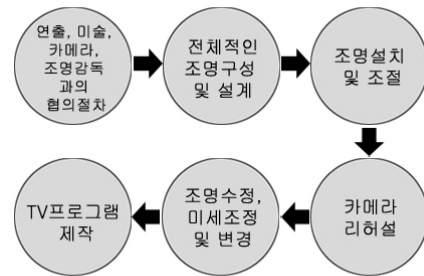 연출, 미술,
카메라,
조명감독
과의
협의절차
전체적인
조명구성
및 설계
조명설치
및 조절
카메라
리허설
조명수정,
미세조정
및 변경
TV프로그램
제작